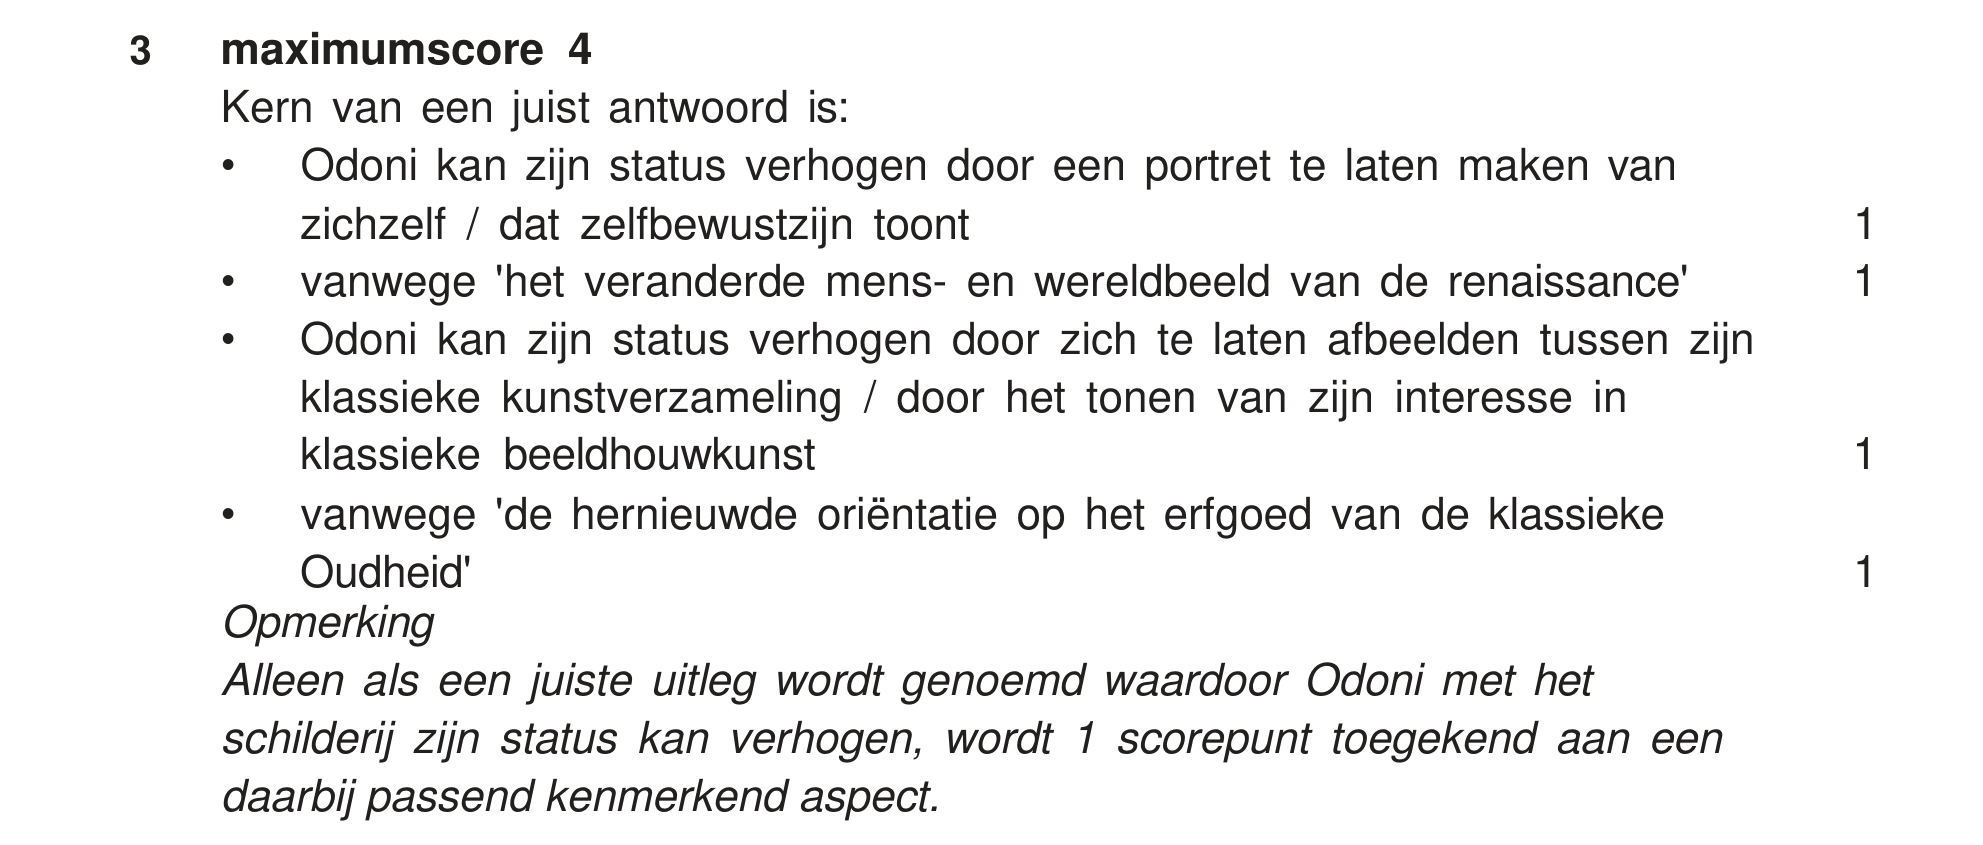 3 maximumscore 4
Kern van een juist antwoord is:
• Odoni kan zijn status verhogen door een portret te laten maken van
zichzelf / dat zelfbewustzijn toont 1
• vanwege 'het veranderde mens- en wereldbeeld van de renaissance' 1
• Odoni kan zijn status verhogen door zich te laten afbeelden tussen zijn
klassieke kunstverzameling / door het tonen van zijn interesse in
klassieke beeldhouwkunst 1
• vanwege 'de hernieuwde oriëntatie op het erfgoed van de klassieke
Oudheid' 1
Opmerking
Alleen als een juiste uitleg wordt genoemd waardoor Odoni met het
schilderij zijn status kan verhogen, wordt 1 scorepunt toegekend aan een
daarbij passend kenmerkend aspect.